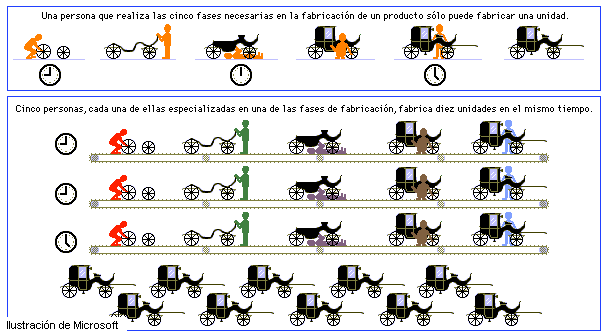 Una persona que realiza las cinco fases necesarias en la fabricación de un producto sólo puede fabricar una unidad.
Cinco personas, cada una de ellas especializadas en una de las fases de fabricación, fabrica diez unidades en el mismo tiempo.
Ilustración de Microsoft